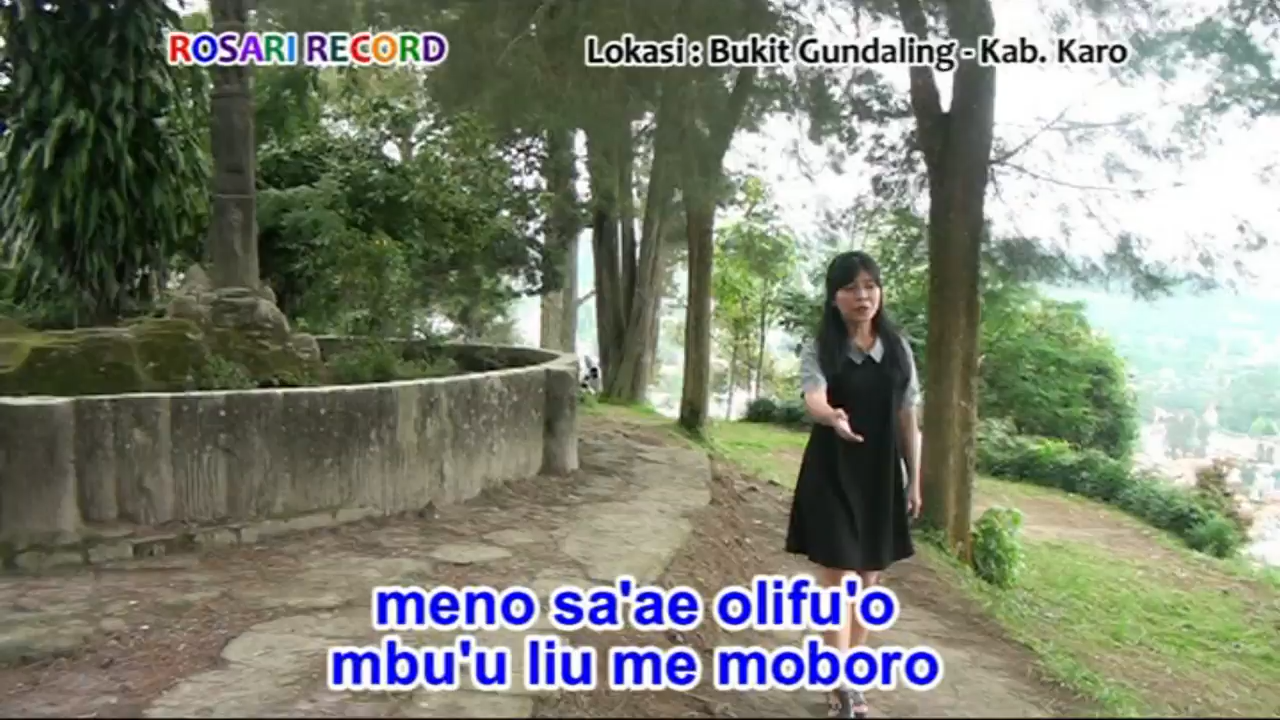 ROSARI RECORD
Lokasi : Bukit Gundaling - Kab. Karo
meno sa'ae olifu'o
mbu'u liu me moboro